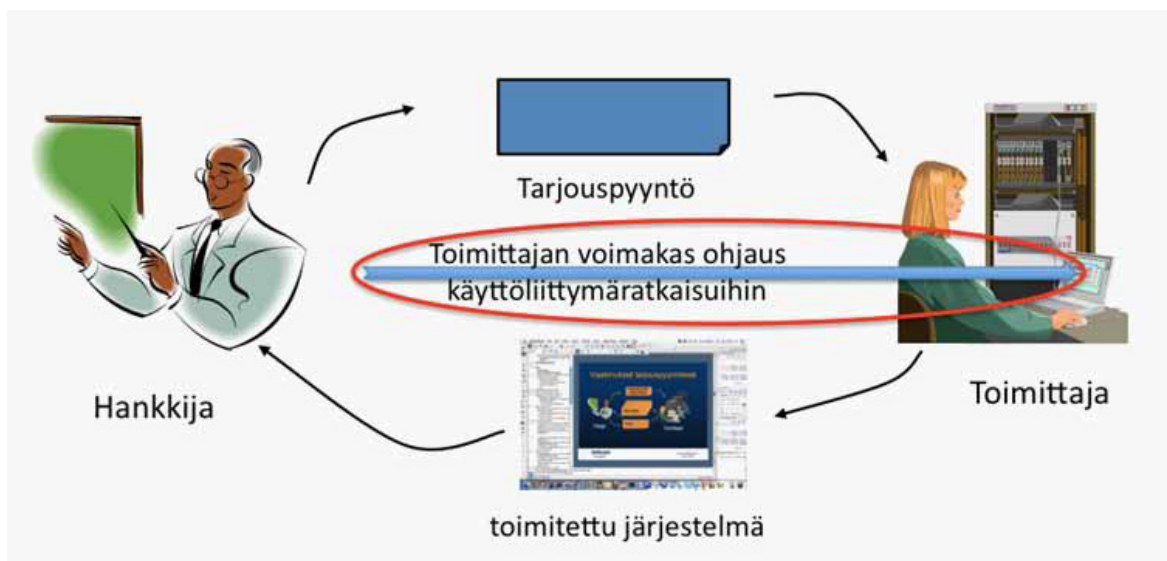 Tarjouspyyntö
Toimittajan voimakas ohjaus
käyttöliittymäratkaisuihin
Hankkija
Toimittaja
toimitettu järjestelmä